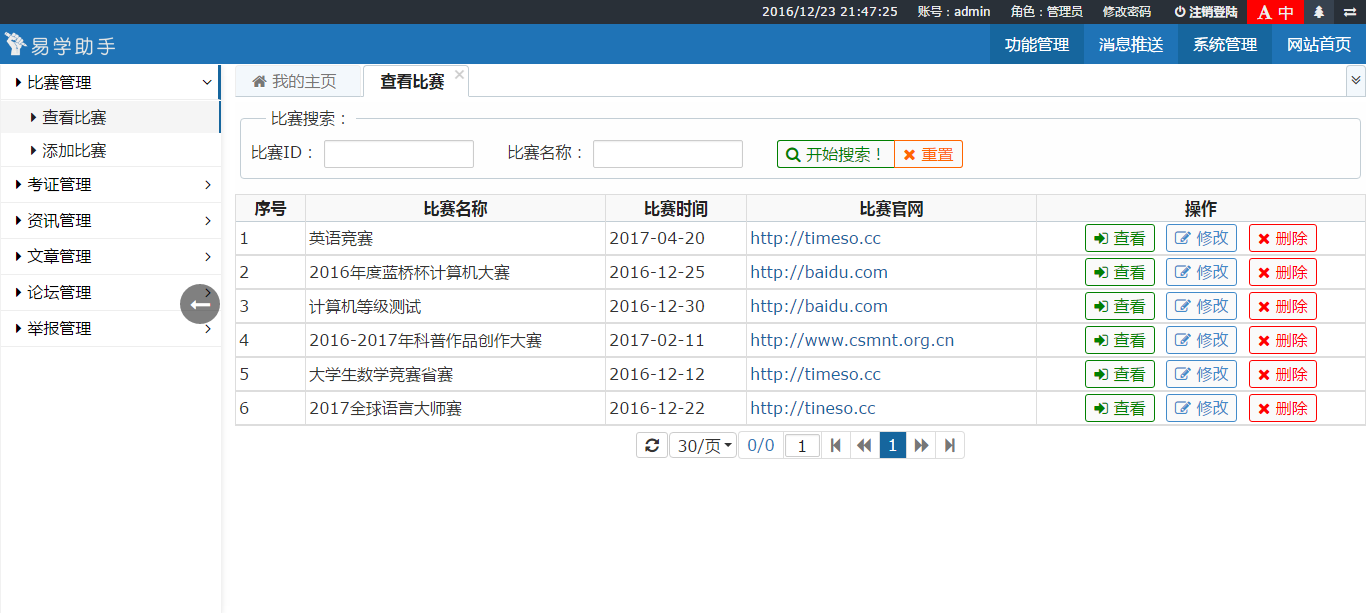 2016/12/23 21:47:25 账号：admin 角色：管理员 修改密码 注销登陆 A 中
易学助手 功能管理 消息推送 系统管理 网站首页
比赛管理
查看比赛
添加比赛
考证管理
资讯管理
文章管理
论坛管理
举报管理
我的主页 查看比赛
比赛搜索：
比赛ID： 比赛名称： 开始搜索！ 重置
序号 比赛名称 比赛时间 比赛官网 操作
1 英语竞赛 2017-04-20 http://timeso.cc 查看 修改 删除
2 2016年度蓝桥杯计算机大赛 2016-12-25 http://baidu.com 查看 修改 删除
3 计算机等级测试 2016-12-30 http://baidu.com 查看 修改 删除
4 2016-2017年科普作品创作大赛 2017-02-11 http://www.csmnt.org.cn 查看 修改 删除
5 大学生数学竞赛省赛 2016-12-12 http://timeso.cc 查看 修改 删除
6 2017全球语言大师赛 2016-12-22 http://tineso.cc 查看 修改 删除
30/页 0/0 1 1